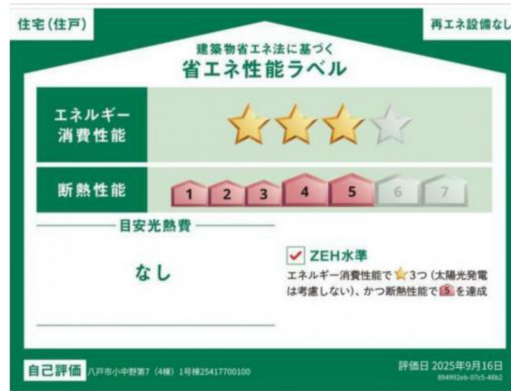 住宅(住戸)
再エネ設備なし
建築物省エネ法に基づく
省エネ性能ラベル
エネルギー
消費性能
断熱性能
1 2 3 4 5 6 7
目安光熱費
なし
ZEH水準
エネルギー消費性能で⭐3つ(太陽光発電
は考慮しない)、かつ断熱性能で5を達成
自己評価 八戸市小中野第7(4棟)1号棟25417700100
評価日 2025年9月16日
894992eb-07c5-48b2